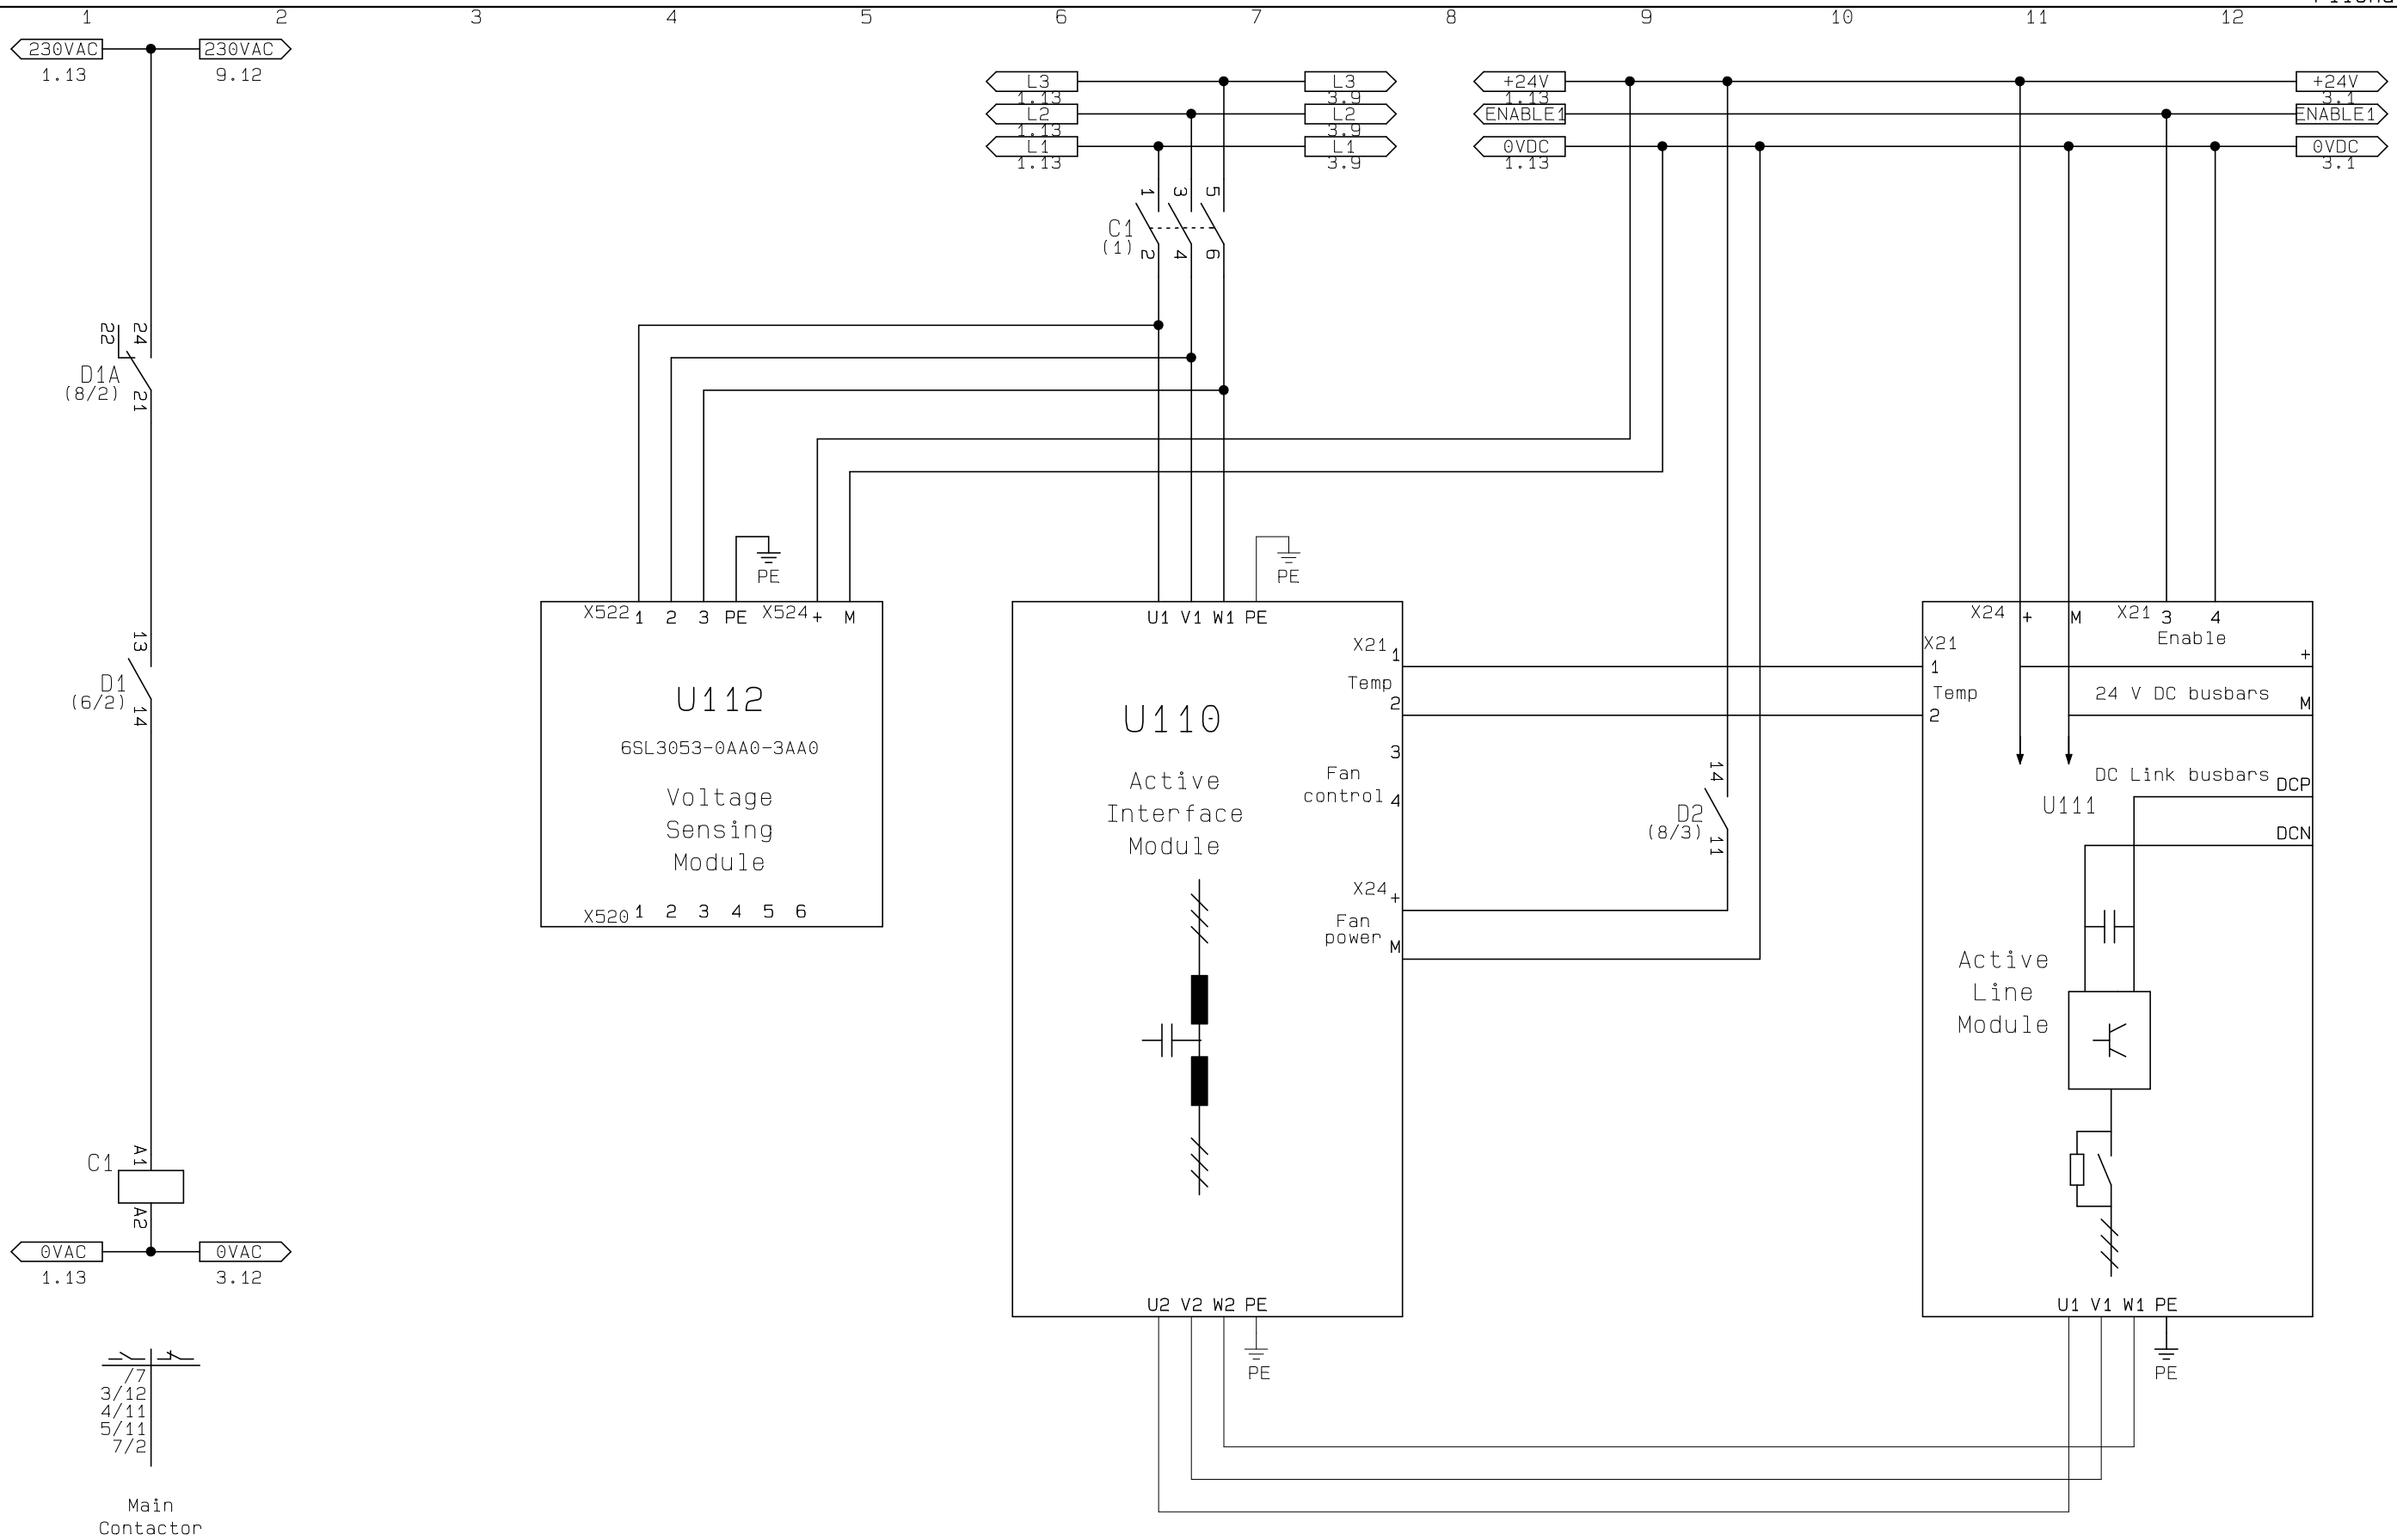 1 2 3 4 5 6 7 8 9 10 11 12
230VAC 230VAC
1.13 9.12
L3 L3 +24V +24V
1.13 3.9 1.13 3.1
L2 L2 ENABLE1 ENABLE1
1.13 3.9
L1 L1 0VDC 0VDC
1.13 3.9 1.13 3.1
1 3 5
C1
(1)
2 4 6
22 24
D1A
(8/2)
21
13
D1
(6/2)
14
PE PE
X522 1 2 3 PE X524 + M
U112
6SL3053-0AA0-3AA0
Voltage
Sensing
Module
X520 1 2 3 4 5 6
U1 V1 W1 PE
X21 1
Temp
2
3
Fan
control 4
U110
Active
Interface
Module
X24 +
Fan
power M
U2 V2 W2 PE
PE
14
D2
(8/3)
11
X24 + M X21 3 4
Enable
X21
1
Temp
2
+
24 V DC busbars
M
DC Link busbars DCP
U111
DCN
Active
Line
Module
U1 V1 W1 PE
PE
A1
C1
A2
0VAC 0VAC
1.13 3.12
/7
3/12
4/11
5/11
7/2
Main
Contactor